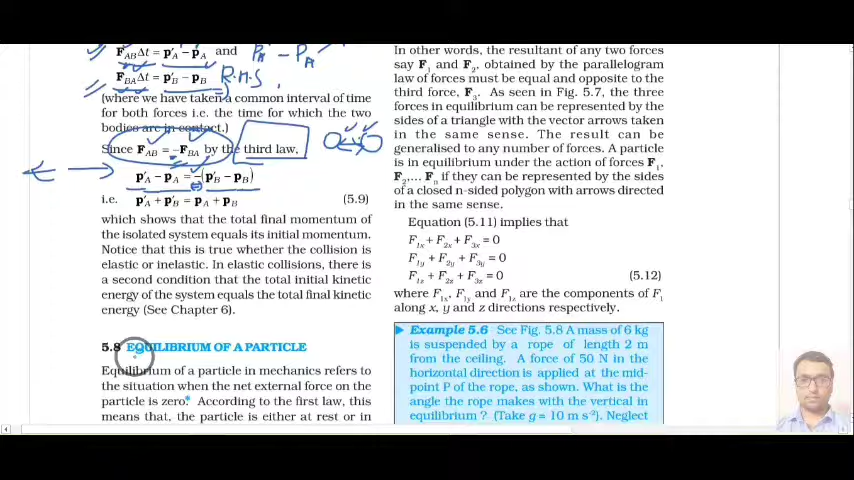 F_AB Δt = p′_A − p_A and p_A′ − p_A
F_BA Δt = p′_B − p_B R.H.S
(where we have taken a common interval of time
for both forces i.e. the time for which the two
bodies are in contact.)
Since F_AB = −F_BA by the third law,
p′_A − p_A = −(p′_B − p_B)
i.e. p′_A + p′_B = p_A + p_B (5.9)
which shows that the total final momentum
of the isolated system equals its initial momentum.
Notice that this is true whether the collision is
elastic or inelastic. In elastic collisions, there is
a second condition that the total initial kinetic
energy of the system equals the total final kinetic
energy (See Chapter 6).
5.8 EQUILIBRIUM OF A PARTICLE
Equilibrium of a particle in mechanics refers to
the situation when the net external force on the
particle is zero.* According to the first law, this
means that, the particle is either at rest or in
In other words, the resultant of any two forces
say F₁ and F₂, obtained by the parallelogram
law of forces must be equal and opposite to the
third force, F₃. As seen in Fig. 5.7, the three
forces in equilibrium can be represented by the
sides of a triangle with the vector arrows taken
in the same sense. The result can be
generalised to any number of forces. A particle
is in equilibrium under the action of forces F₁,
F₂,... Fₙ if they can be represented by the sides
of a closed n-sided polygon with arrows directed
in the same sense.
Equation (5.11) implies that
F₁ₓ + F₂ₓ + F₃ₓ = 0
F_1y + F_2y + F_3y = 0
F_1z + F_2z + F_3z = 0 (5.12)
where F₁ₓ, F_1y and F_1z are the components of F₁
along x, y and z directions respectively.
Example 5.6 See Fig. 5.8 A mass of 6 kg
is suspended by a rope of length 2 m
from the ceiling. A force of 50 N in the
horizontal direction is applied at the mid-
point P of the rope, as shown. What is the
angle the rope makes with the vertical in
equilibrium ? (Take g = 10 m s⁻²). Neglect